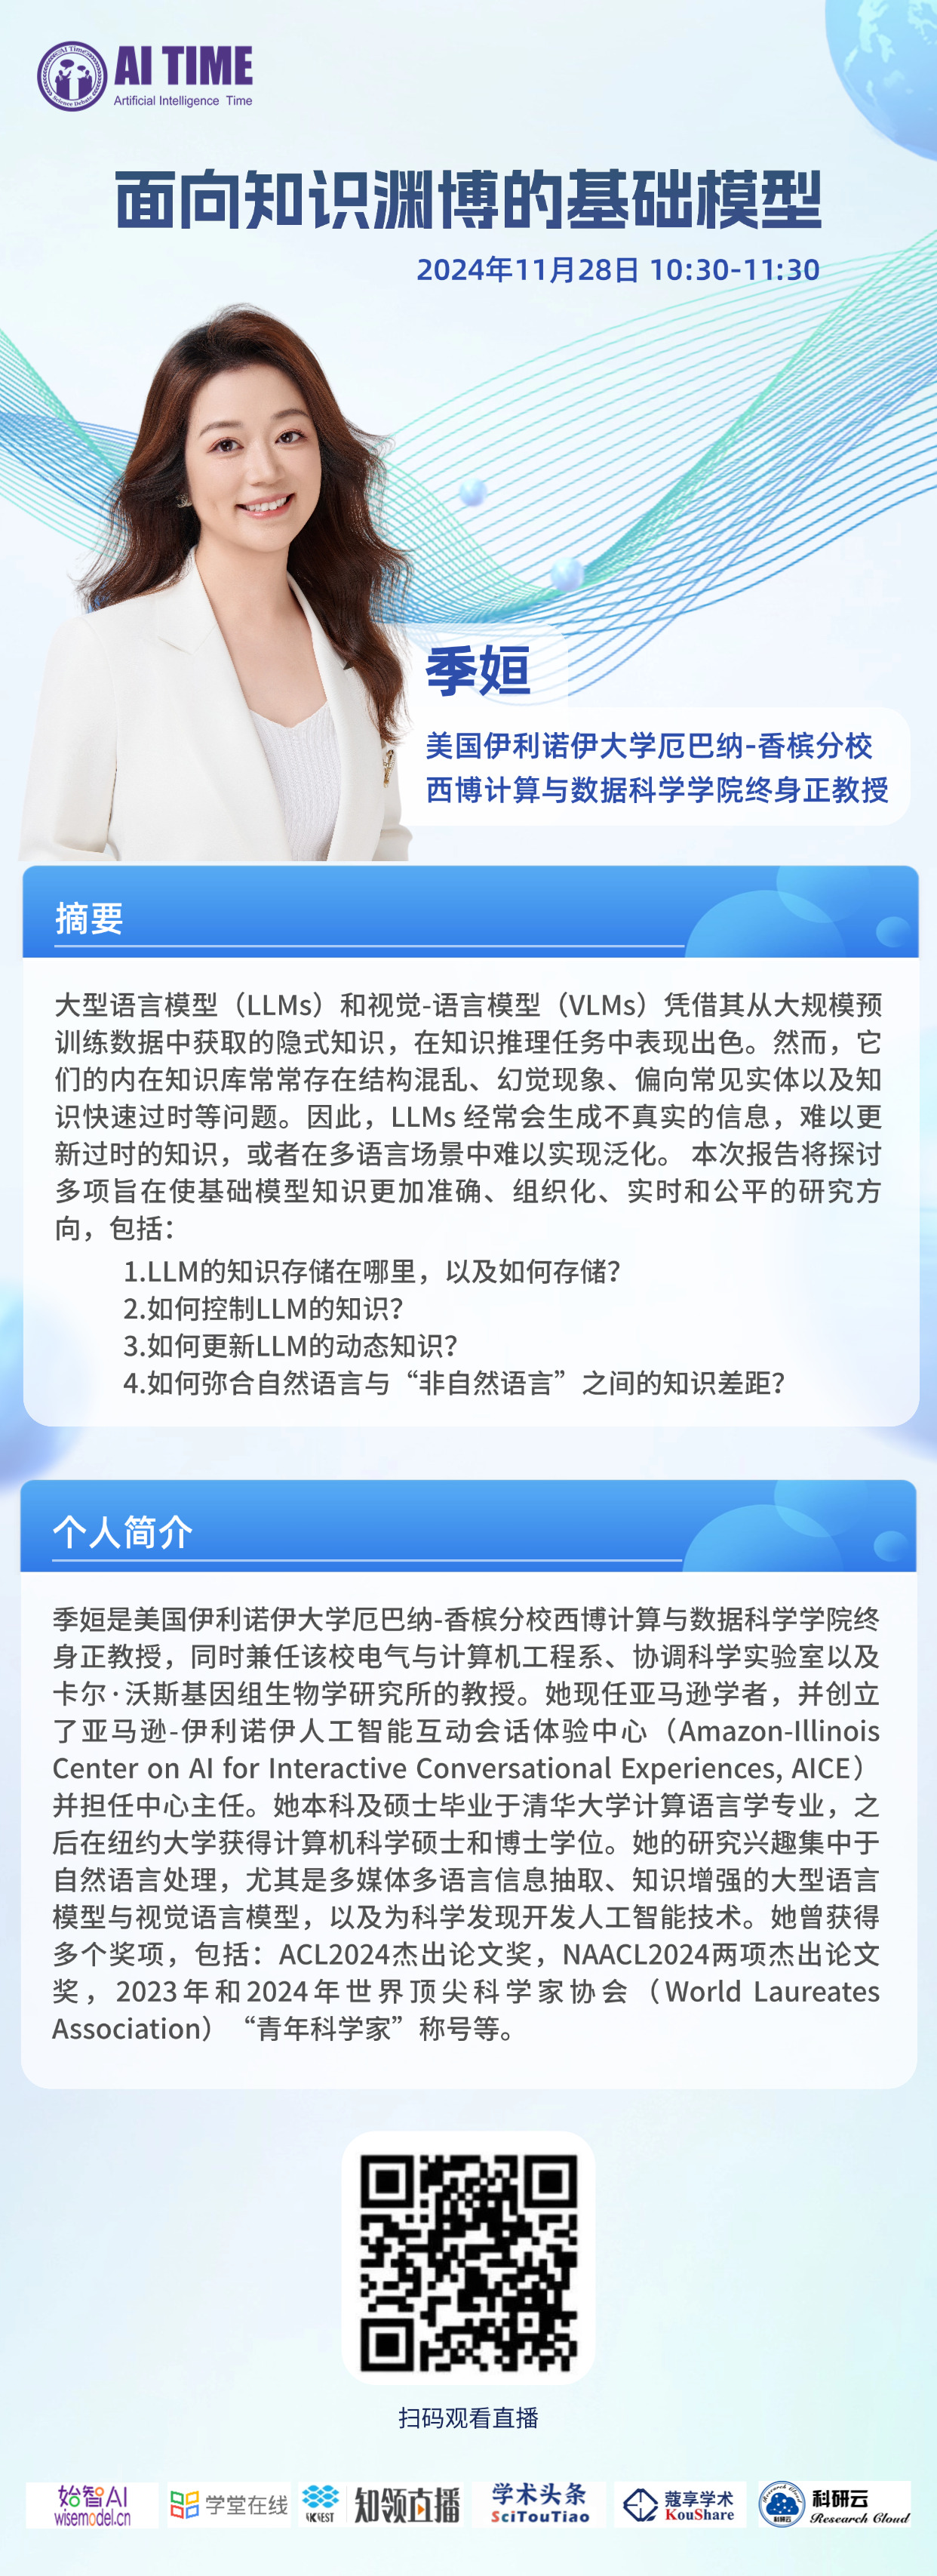 AI TIME
Artificial Intelligence Time
面向知识渊博的基础模型
2024年11月28日 10:30-11:30
季姮
美国伊利诺伊大学厄巴纳-香槟分校
西博计算与数据科学学院终身正教授
摘要
大型语言模型（LLMs）和视觉-语言模型（VLMs）凭借其从大规模预
训练数据中获取的隐式知识，在知识推理任务中表现出色。然而，它
们的内在知识库常常存在结构混乱、幻觉现象、偏向常见实体以及知
识快速过时等问题。因此，LLMs 经常会生成不真实的信息，难以更
新过时的知识，或者在多语言场景中难以实现泛化。 本次报告将探讨
多项旨在使基础模型知识更加准确、组织化、实时和公平的研究方
向，包括：
1.LLM的知识存储在哪里，以及如何存储？
2.如何控制LLM的知识？
3.如何更新LLM的动态知识？
4.如何弥合自然语言与“非自然语言”之间的知识差距？
个人简介
季姮是美国伊利诺伊大学厄巴纳-香槟分校西博计算与数据科学学院终
身正教授，同时兼任该校电气与计算机工程系、协调科学实验室以及
卡尔·沃斯基因组生物学研究所的教授。她现任亚马逊学者，并创立
了亚马逊-伊利诺伊人工智能互动会话体验中心（Amazon-Illinois
Center on AI for Interactive Conversational Experiences, AICE）
并担任中心主任。她本科及硕士毕业于清华大学计算语言学专业，之
后在纽约大学获得计算机科学硕士和博士学位。她的研究兴趣集中于
自然语言处理，尤其是多媒体多语言信息抽取、知识增强的大型语言
模型与视觉语言模型，以及为科学发现开发人工智能技术。她曾获得
多个奖项，包括：ACL2024杰出论文奖，NAACL2024两项杰出论文
奖，2023年和2024年世界顶尖科学家协会（World Laureates
Association）“青年科学家”称号等。
扫码观看直播
始智AI
wisemodel.cn
学堂在线
知领直播
学术头条
SciTouTiao
蔻享学术
KouShare
科研云
Research Cloud